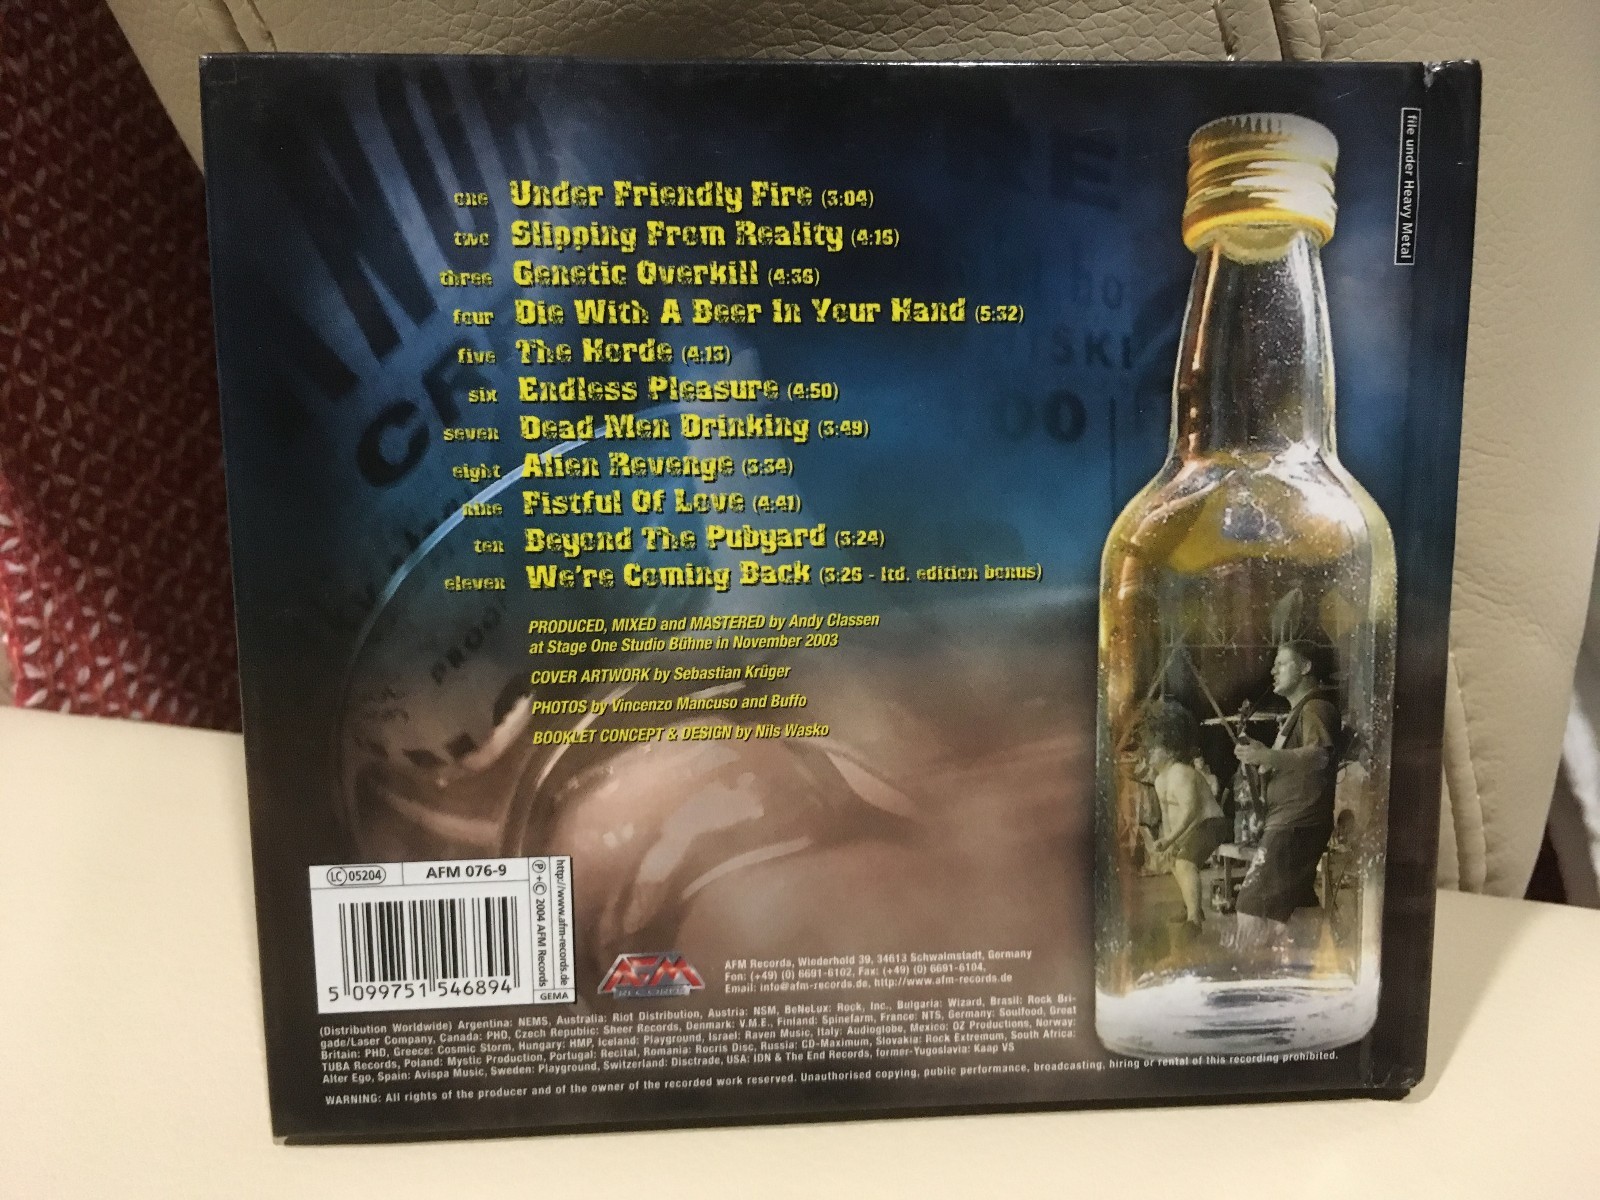 file under Heavy Metal
one Under Friendly Fire (3:04)
two Slipping From Reality (4:15)
three Genetic Overkill (4:36)
four Die With A Beer In Your Hand (5:32)
five The Horde (4:13)
six Endless Pleasure (4:50)
seven Dead Men Drinking (3:49)
eight Alien Revenge (3:34)
nine Fistful Of Love (4:41)
ten Beyond The Pubyard (3:24)
eleven We're Coming Back (3:25 - ltd. edition bonus)
PRODUCED, MIXED and MASTERED by Andy Classen
at Stage One Studio Bühne in November 2003
COVER ARTWORK by Sebastian Krüger
PHOTOS by Vincenzo Mancuso and Buffo
BOOKLET CONCEPT & DESIGN by Nils Wasko
LC 05204 AFM 076-9
5 099751 546894
℗ + © 2004 AFM Records
http://www.afm-records.de
GEMA
AFM
RECORDS
AFM Records, Wiederhold 39, 34613 Schwalmstadt, Germany
Fon: (+49) (0) 6691-6102, Fax: (+49) (0) 6691-6104,
Email: info@afm-records.de, http://www.afm-records.de
(Distribution Worldwide) Argentina: NEMS, Australia: Riot Distribution, Austria: NSM, BeNeLux: Rock, Inc., Bulgaria: Wizard, Brasil: Rock Bri-
gade/Laser Company, Canada: PHD, Czech Republic: Sheer Records, Denmark: V.M.E., Finland: Spinefarm, France: NTS, Germany: Soulfood, Great
Britain: PHD, Greece: Cosmic Storm, Hungary: HMP, Iceland: Playground, Israel: Raven Music, Italy: Audioglobe, Mexico: OZ Productions, Norway:
TUBA Records, Poland: Mystic Production, Portugal: Recital, Romania: Rocris Disc, Russia: CD-Maximum, Slovakia: Rock Extremum, South Africa:
Alter Ego, Spain: Avispa Music, Sweden: Playground, Switzerland: Disctrade, USA: IDN & The End Records, former-Yugoslavia: Kaap VS
WARNING: All rights of the producer and of the owner of the recorded work reserved. Unauthorised copying, public performance, broadcasting, hiring or rental of this recording prohibited.